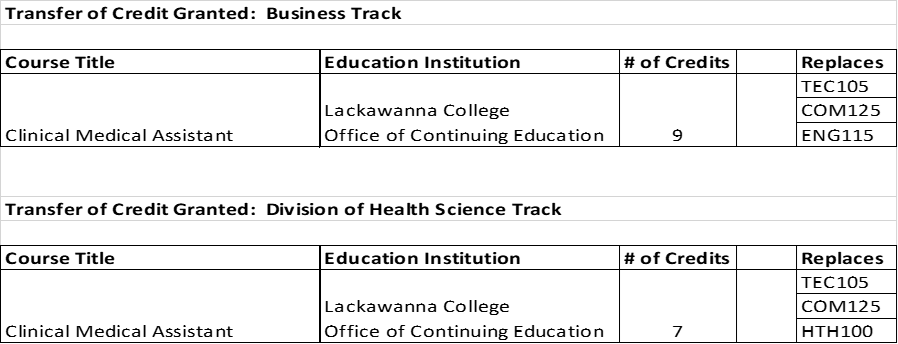 Transfer of Credit Granted:  Business Track
Course Title Education Institution # of Credits Replaces
TEC105
Lackawanna College COM125
Clinical Medical Assistant Office of Continuing Education 9 ENG115
Transfer of Credit Granted:  Division of Health Science Track
Course Title Education Institution # of Credits Replaces
TEC105
Lackawanna College COM125
Clinical Medical Assistant Office of Continuing Education 7 HTH100